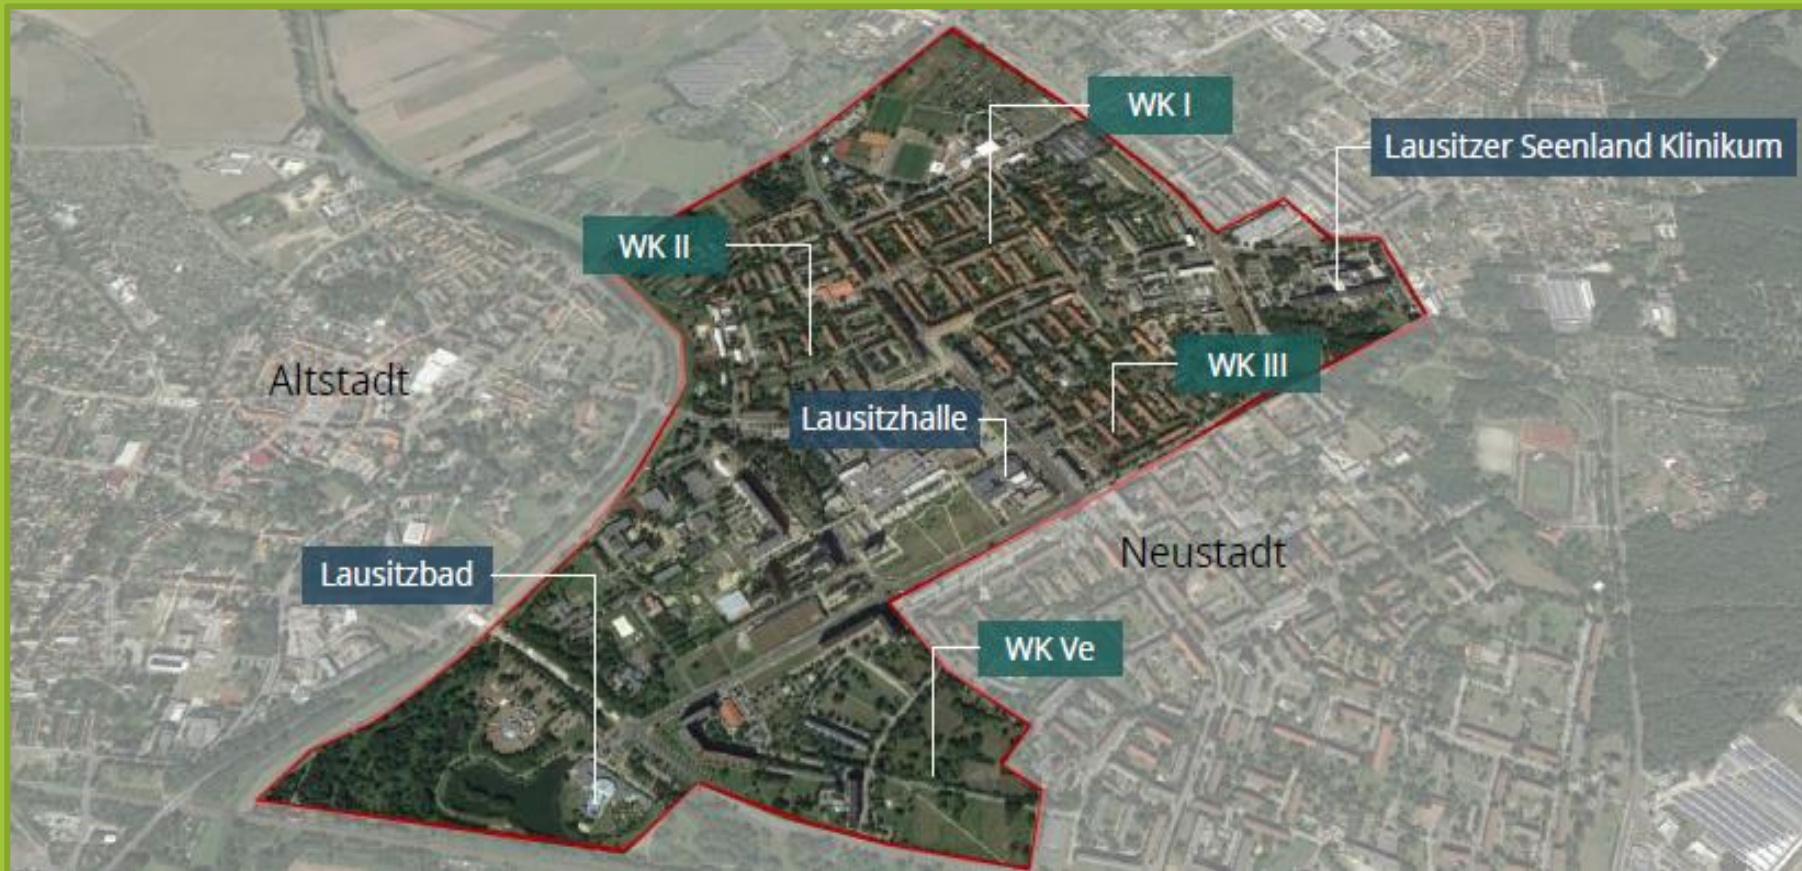 WK I
Lausitzer Seenland Klinikum
WK II
WK III
Altstadt
Lausitzhalle
Neustadt
Lausitzbad
WK Ve